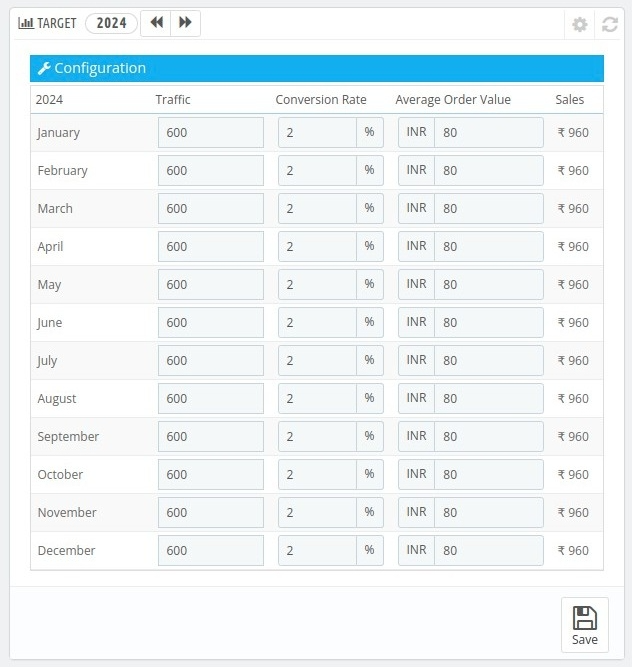 TARGET 2024
Configuration
2024 Traffic Conversion Rate Average Order Value Sales
January 600 2 % INR 80 ₹ 960
February 600 2 % INR 80 ₹ 960
March 600 2 % INR 80 ₹ 960
April 600 2 % INR 80 ₹ 960
May 600 2 % INR 80 ₹ 960
June 600 2 % INR 80 ₹ 960
July 600 2 % INR 80 ₹ 960
August 600 2 % INR 80 ₹ 960
September 600 2 % INR 80 ₹ 960
October 600 2 % INR 80 ₹ 960
November 600 2 % INR 80 ₹ 960
December 600 2 % INR 80 ₹ 960
Save